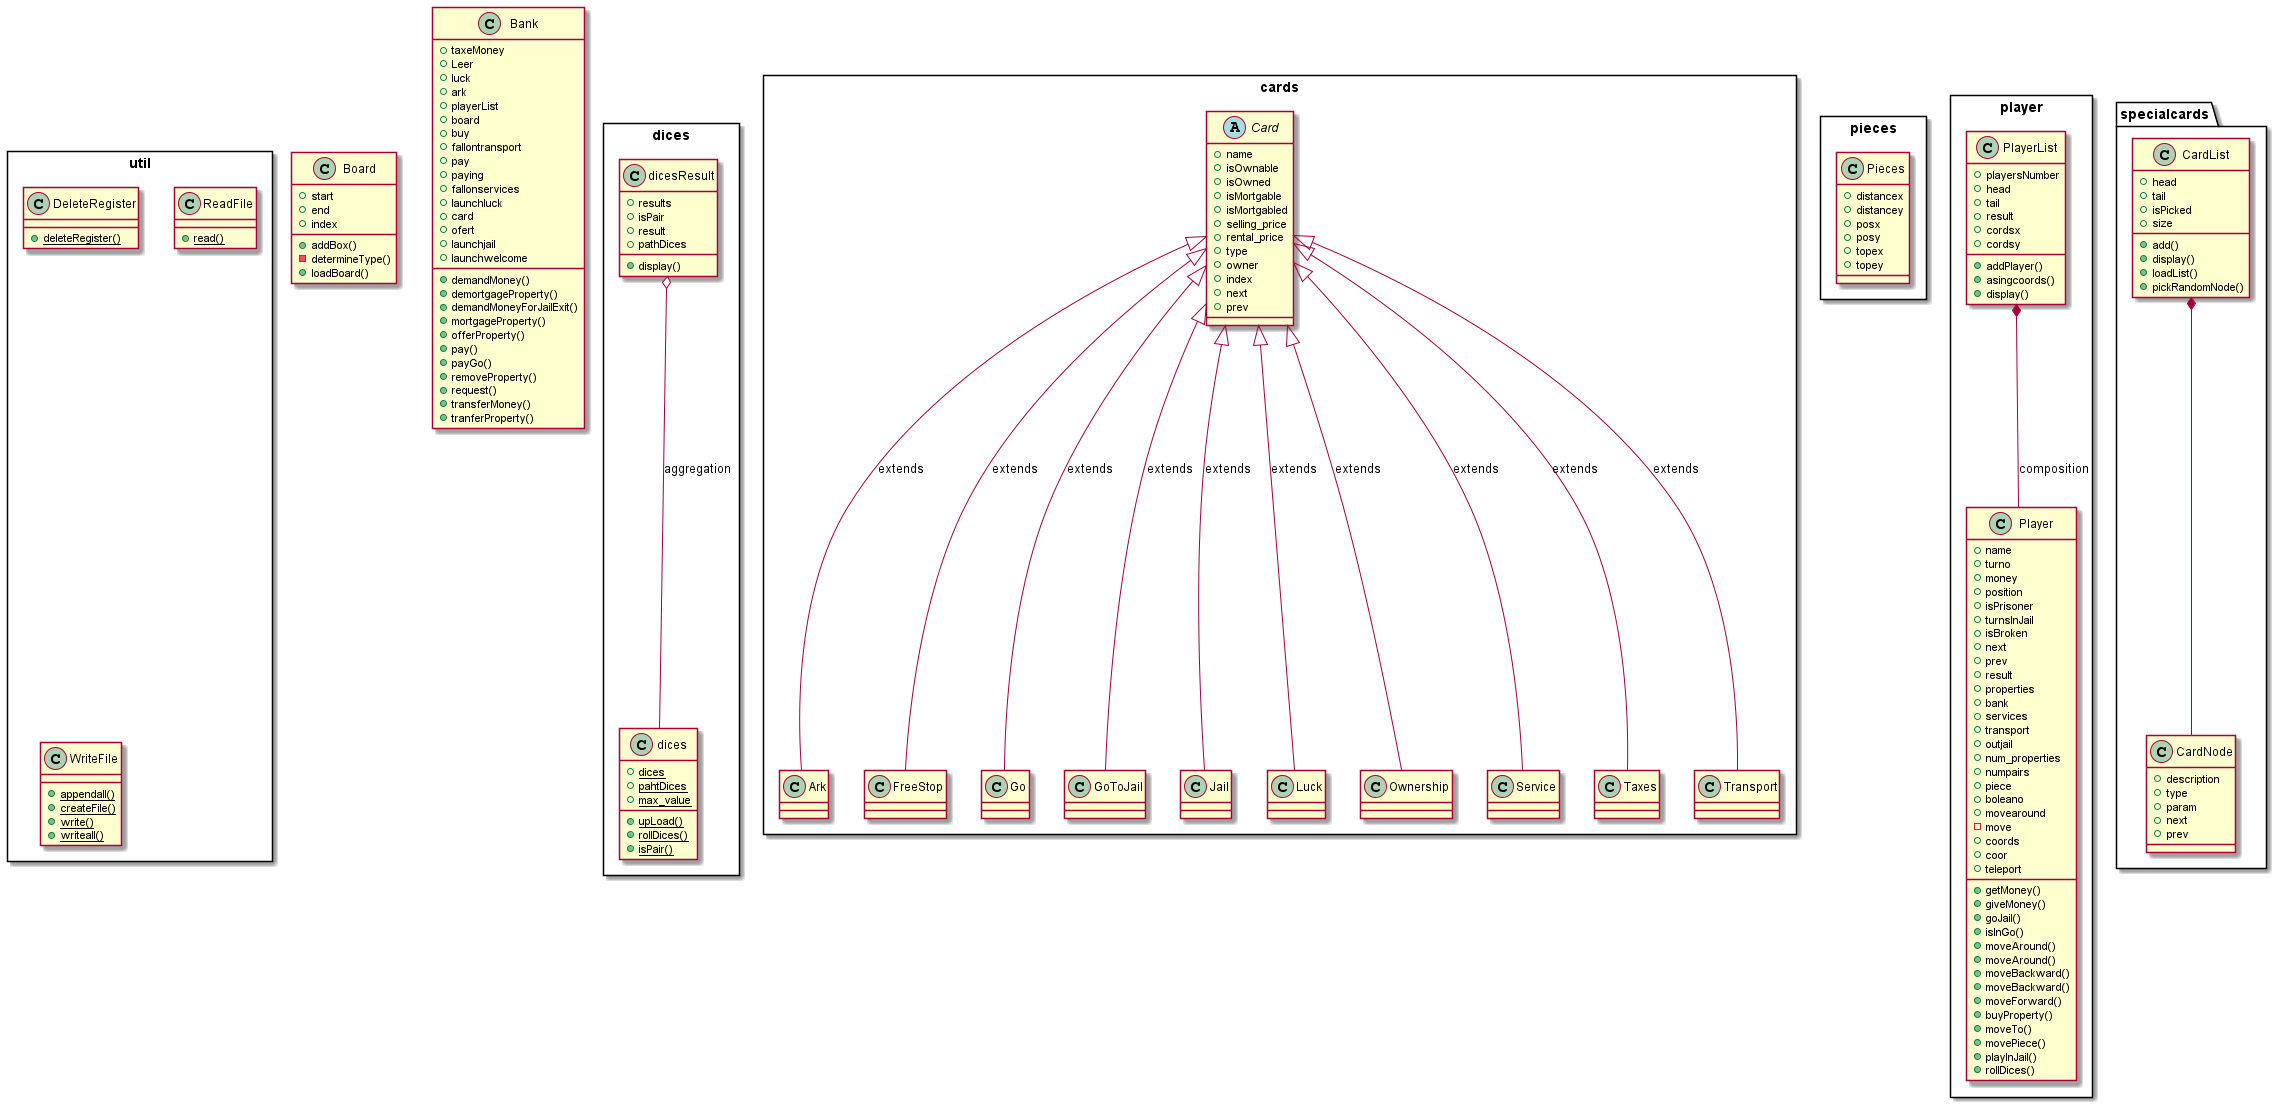 util
C DeleteRegister
deleteRegister()
C ReadFile
read()
C WriteFile
appendall()
createFile()
write()
writeall()
C Board
start
end
index
addBox()
determineType()
loadBoard()
C Bank
taxeMoney
Leer
luck
ark
playerList
board
buy
fallontransport
pay
paying
fallonservices
launchluck
card
ofert
launchjail
launchwelcome
demandMoney()
demortgageProperty()
demandMoneyForJailExit()
mortgageProperty()
offerProperty()
pay()
payGo()
removeProperty()
request()
transferMoney()
tranferProperty()
dices
C dicesResult
results
isPair
result
pathDices
display()
aggregation
C dices
dices
pahtDices
max_value
upLoad()
rollDices()
isPair()
cards
A Card
name
isOwnable
isOwned
isMortgable
isMortgabled
selling_price
rental_price
type
owner
index
next
prev
extends
extends
extends
extends
extends
extends
extends
extends
extends
extends
C Ark
C FreeStop
C Go
C GoToJail
C Jail
C Luck
C Ownership
C Service
C Taxes
C Transport
pieces
C Pieces
distancex
distancey
posx
posy
topex
topey
player
C PlayerList
playersNumber
head
tail
result
cordsx
cordsy
addPlayer()
asingcoords()
display()
composition
C Player
name
turno
money
position
isPrisoner
turnsInJail
isBroken
next
prev
result
properties
bank
services
transport
outjail
num_properties
numpairs
piece
boleano
movearound
move
coords
coor
teleport
getMoney()
giveMoney()
goJail()
isInGo()
moveAround()
moveAround()
moveBackward()
moveBackward()
moveForward()
buyProperty()
moveTo()
movePiece()
playInJail()
rollDices()
specialcards
C CardList
head
tail
isPicked
size
add()
display()
loadList()
pickRandomNode()
C CardNode
description
type
param
next
prev